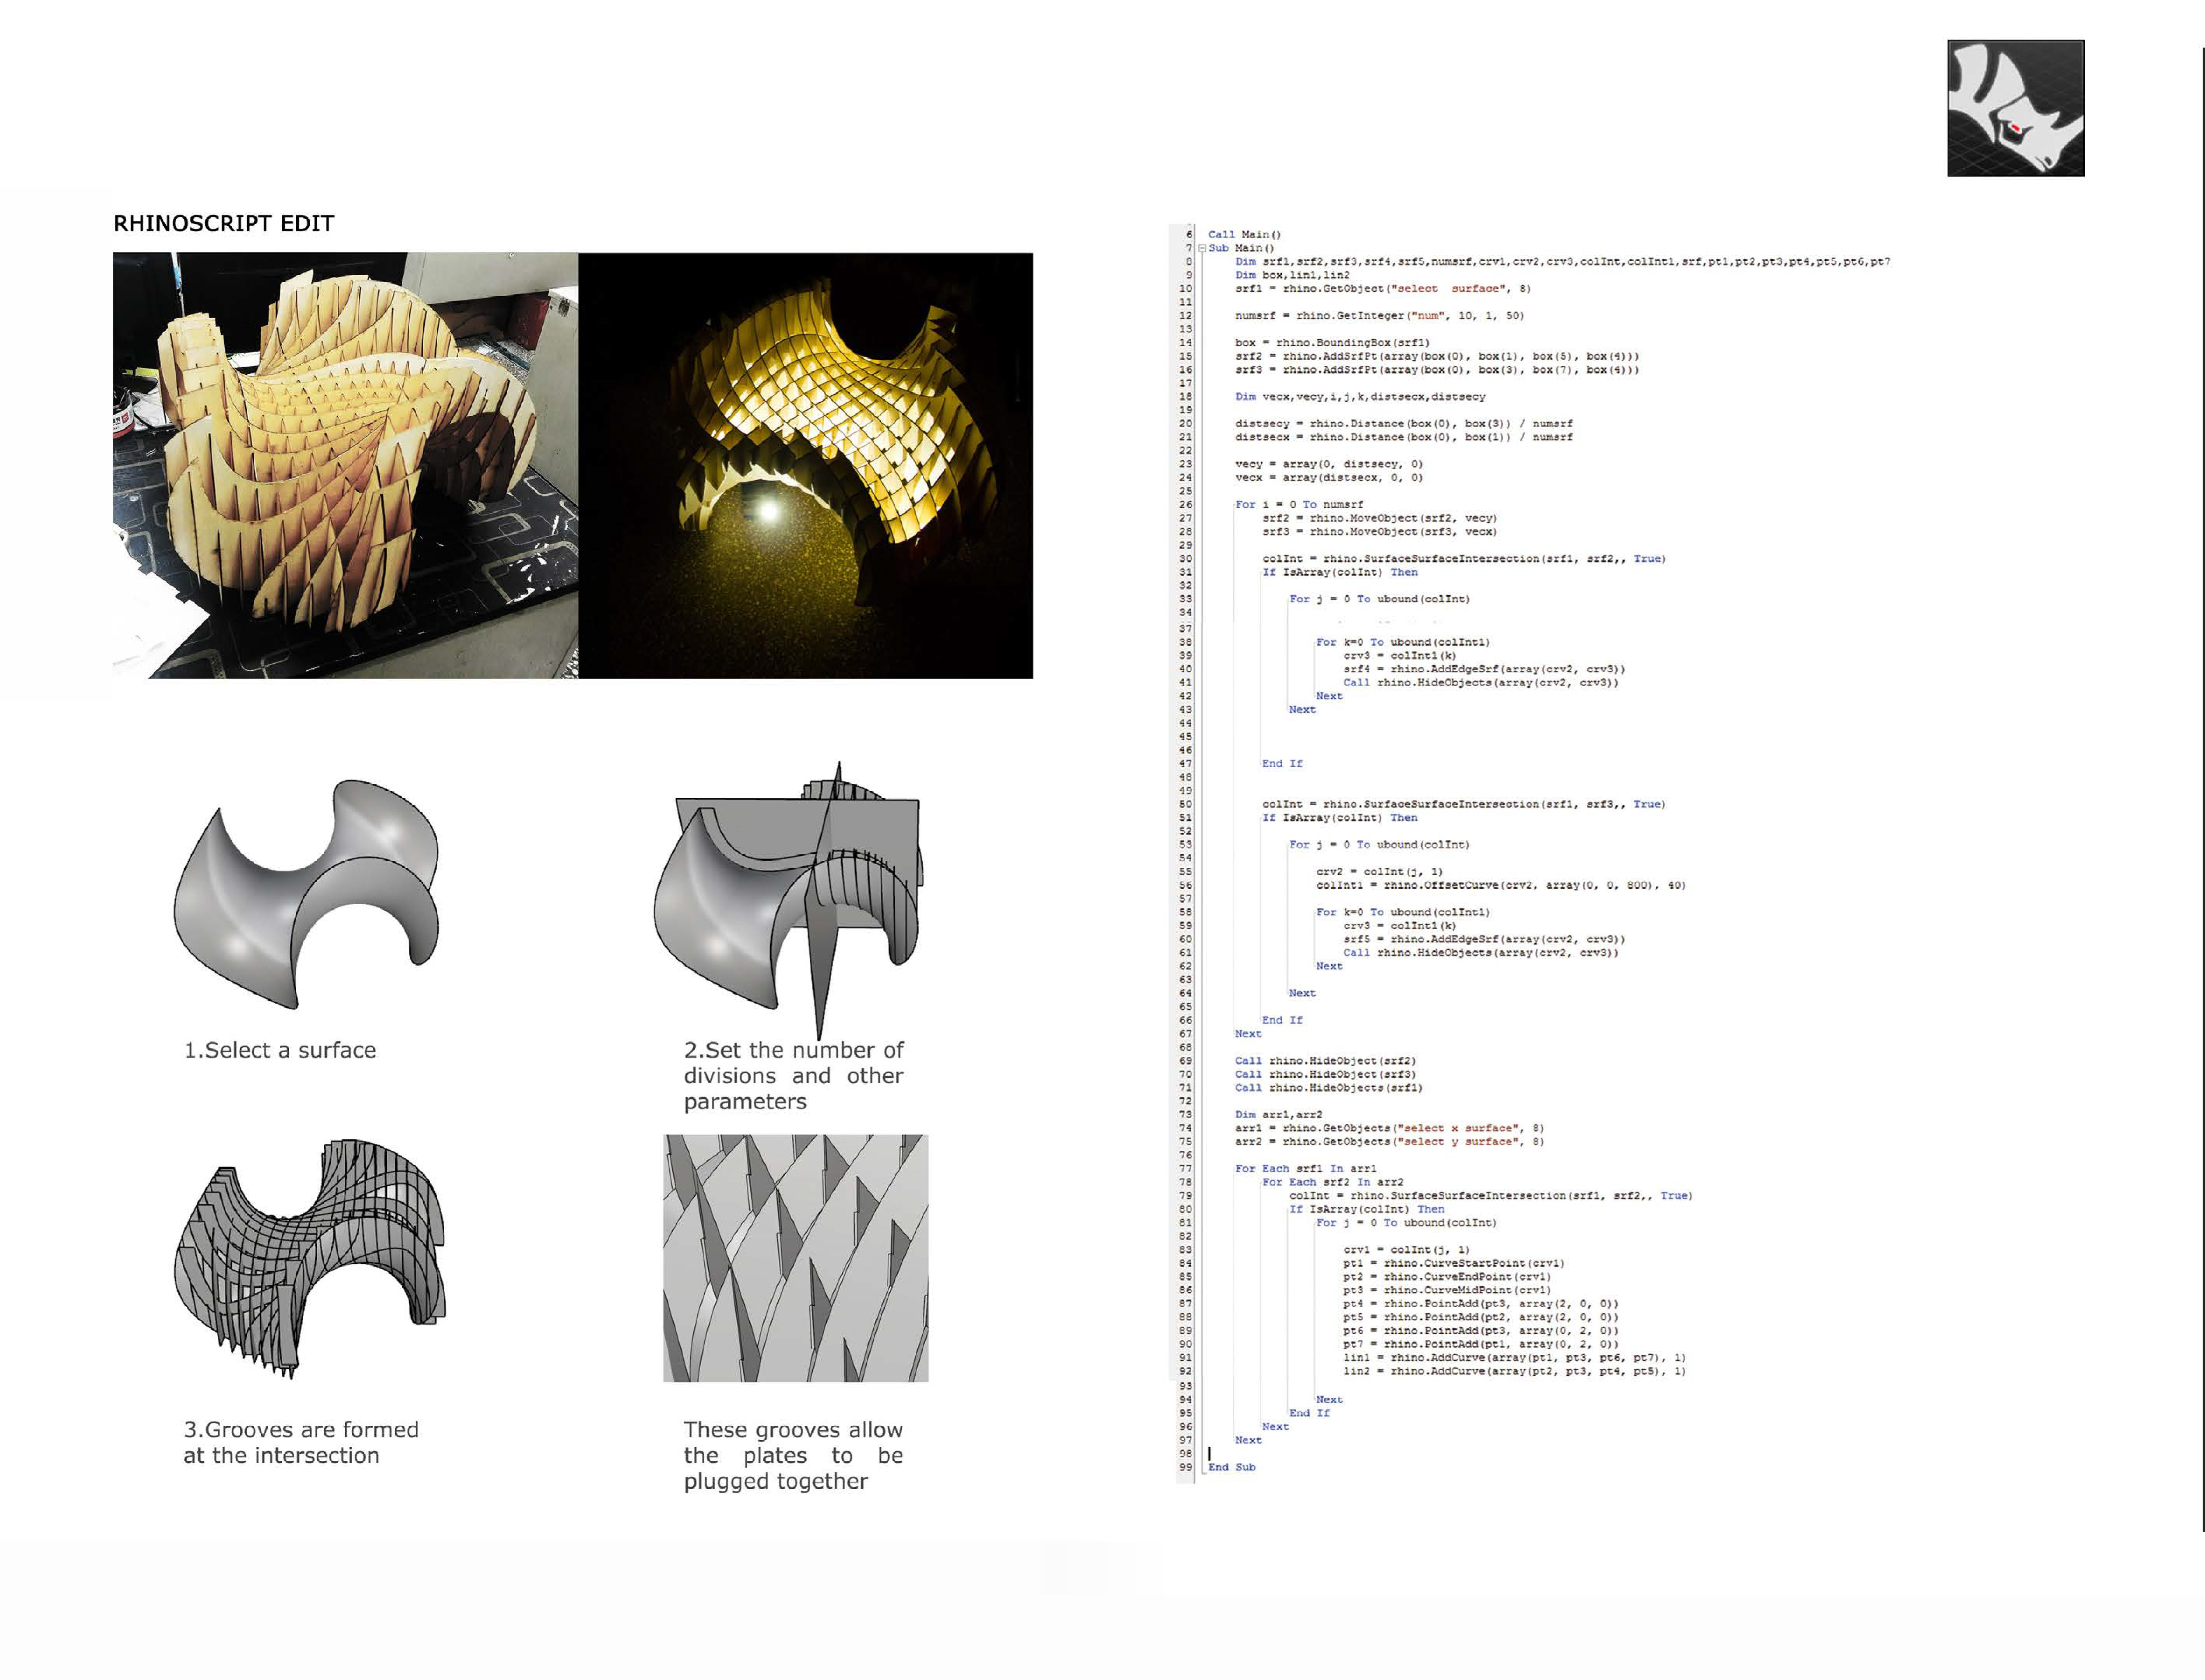 RHINOSCRIPT EDIT
1.Select a surface
2.Set the number of
divisions and other
parameters
3.Grooves are formed
at the intersection
These grooves allow
the plates to be
plugged together
6 Call Main()
7 Sub Main()
8 Dim srf1,srf2,srf3,srf4,srf5,numsrf,crv1,crv2,crv3,colInt,colInt1,srf,pt1,pt2,pt3,pt4,pt5,pt6,pt7
9 Dim box,lin1,lin2
10 srf1 = rhino.GetObject("select  surface", 8)
11
12 numsrf = rhino.GetInteger("num", 10, 1, 50)
13
14 box = rhino.BoundingBox(srf1)
15 srf2 = rhino.AddSrfPt(array(box(0), box(1), box(5), box(4)))
16 srf3 = rhino.AddSrfPt(array(box(0), box(3), box(7), box(4)))
17
18 Dim vecx,vecy,i,j,k,distsecx,distsecy
19
20 distsecy = rhino.Distance(box(0), box(3)) / numsrf
21 distsecx = rhino.Distance(box(0), box(1)) / numsrf
22
23 vecy = array(0, distsecy, 0)
24 vecx = array(distsecx, 0, 0)
25
26 For i = 0 To numsrf
27 srf2 = rhino.MoveObject(srf2, vecy)
28 srf3 = rhino.MoveObject(srf3, vecx)
29
30 colInt = rhino.SurfaceSurfaceIntersection(srf1, srf2,, True)
31 If IsArray(colInt) Then
32
33 For j = 0 To ubound(colInt)
34
37
38 For k=0 To ubound(colInt1)
39 crv3 = colInt1(k)
40 srf4 = rhino.AddEdgeSrf(array(crv2, crv3))
41 Call rhino.HideObjects(array(crv2, crv3))
42 Next
43 Next
44
45
46
47 End If
48
49
50 colInt = rhino.SurfaceSurfaceIntersection(srf1, srf3,, True)
51 If IsArray(colInt) Then
52
53 For j = 0 To ubound(colInt)
54
55 crv2 = colInt(j, 1)
56 colInt1 = rhino.OffsetCurve(crv2, array(0, 0, 800), 40)
57
58 For k=0 To ubound(colInt1)
59 crv3 = colInt1(k)
60 srf5 = rhino.AddEdgeSrf(array(crv2, crv3))
61 Call rhino.HideObjects(array(crv2, crv3))
62 Next
63
64 Next
65
66 End If
67 Next
68
69 Call rhino.HideObject(srf2)
70 Call rhino.HideObject(srf3)
71 Call rhino.HideObjects(srf1)
72
73 Dim arr1,arr2
74 arr1 = rhino.GetObjects("select x surface", 8)
75 arr2 = rhino.GetObjects("select y surface", 8)
76
77 For Each srf1 In arr1
78 For Each srf2 In arr2
79 colInt = rhino.SurfaceSurfaceIntersection(srf1, srf2,, True)
80 If IsArray(colInt) Then
81 For j = 0 To ubound(colInt)
82
83 crv1 = colInt(j, 1)
84 pt1 = rhino.CurveStartPoint(crv1)
85 pt2 = rhino.CurveEndPoint(crv1)
86 pt3 = rhino.CurveMidPoint(crv1)
87 pt4 = rhino.PointAdd(pt3, array(2, 0, 0))
88 pt5 = rhino.PointAdd(pt2, array(2, 0, 0))
89 pt6 = rhino.PointAdd(pt3, array(0, 2, 0))
90 pt7 = rhino.PointAdd(pt1, array(0, 2, 0))
91 lin1 = rhino.AddCurve(array(pt1, pt3, pt6, pt7), 1)
92 lin2 = rhino.AddCurve(array(pt2, pt3, pt4, pt5), 1)
93
94 Next
95 End If
96 Next
97 Next
98
99 End Sub